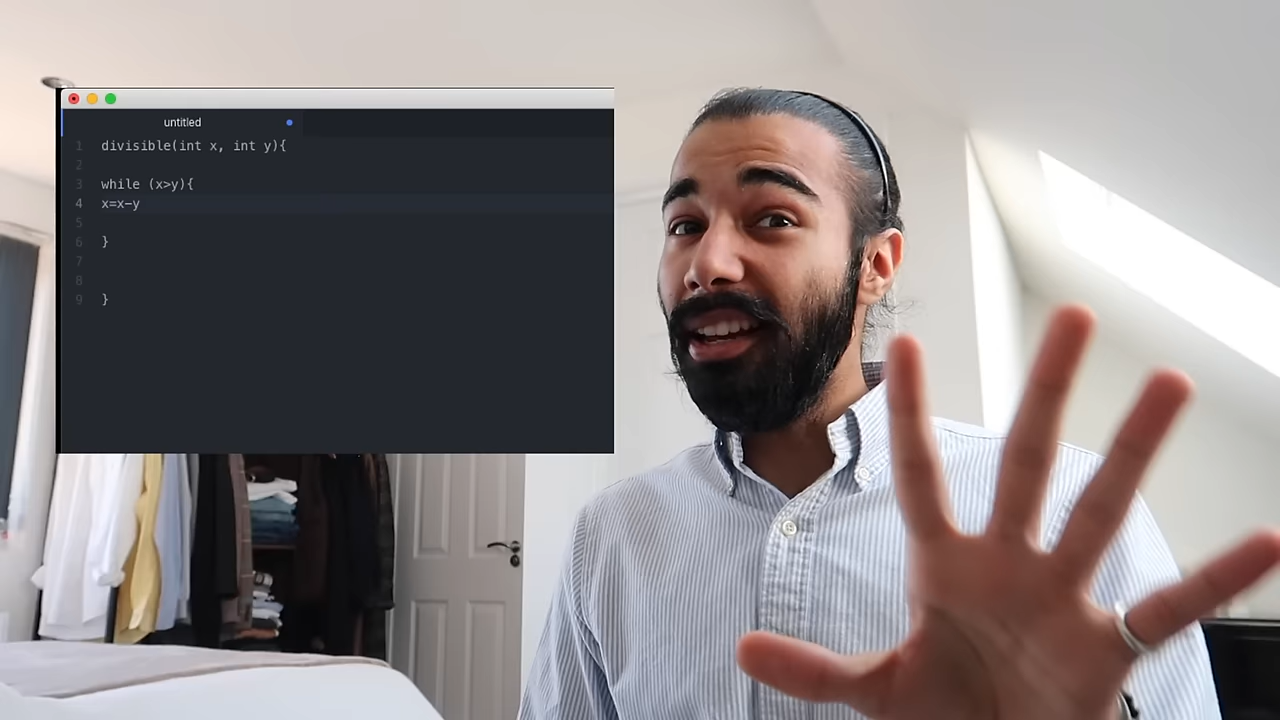 untitled
1 divisible(int x, int y){
2
3 while (x>y){
4 x=x-y
5
6 }
7
8
9 }